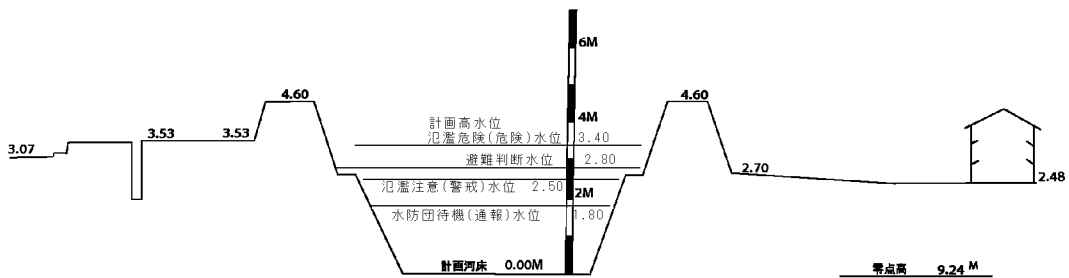 6M
4.60
4.60
計画高水位
4M
氾濫危険(危険)水位 3.40
3.53
3.53
3.07
避難判断水位 2.80
2.70
2.48
氾濫注意(警戒)水位 2.50
2M
水防団待機(通報)水位 1.80
計画河床 0.00M
零点高 9.24 M